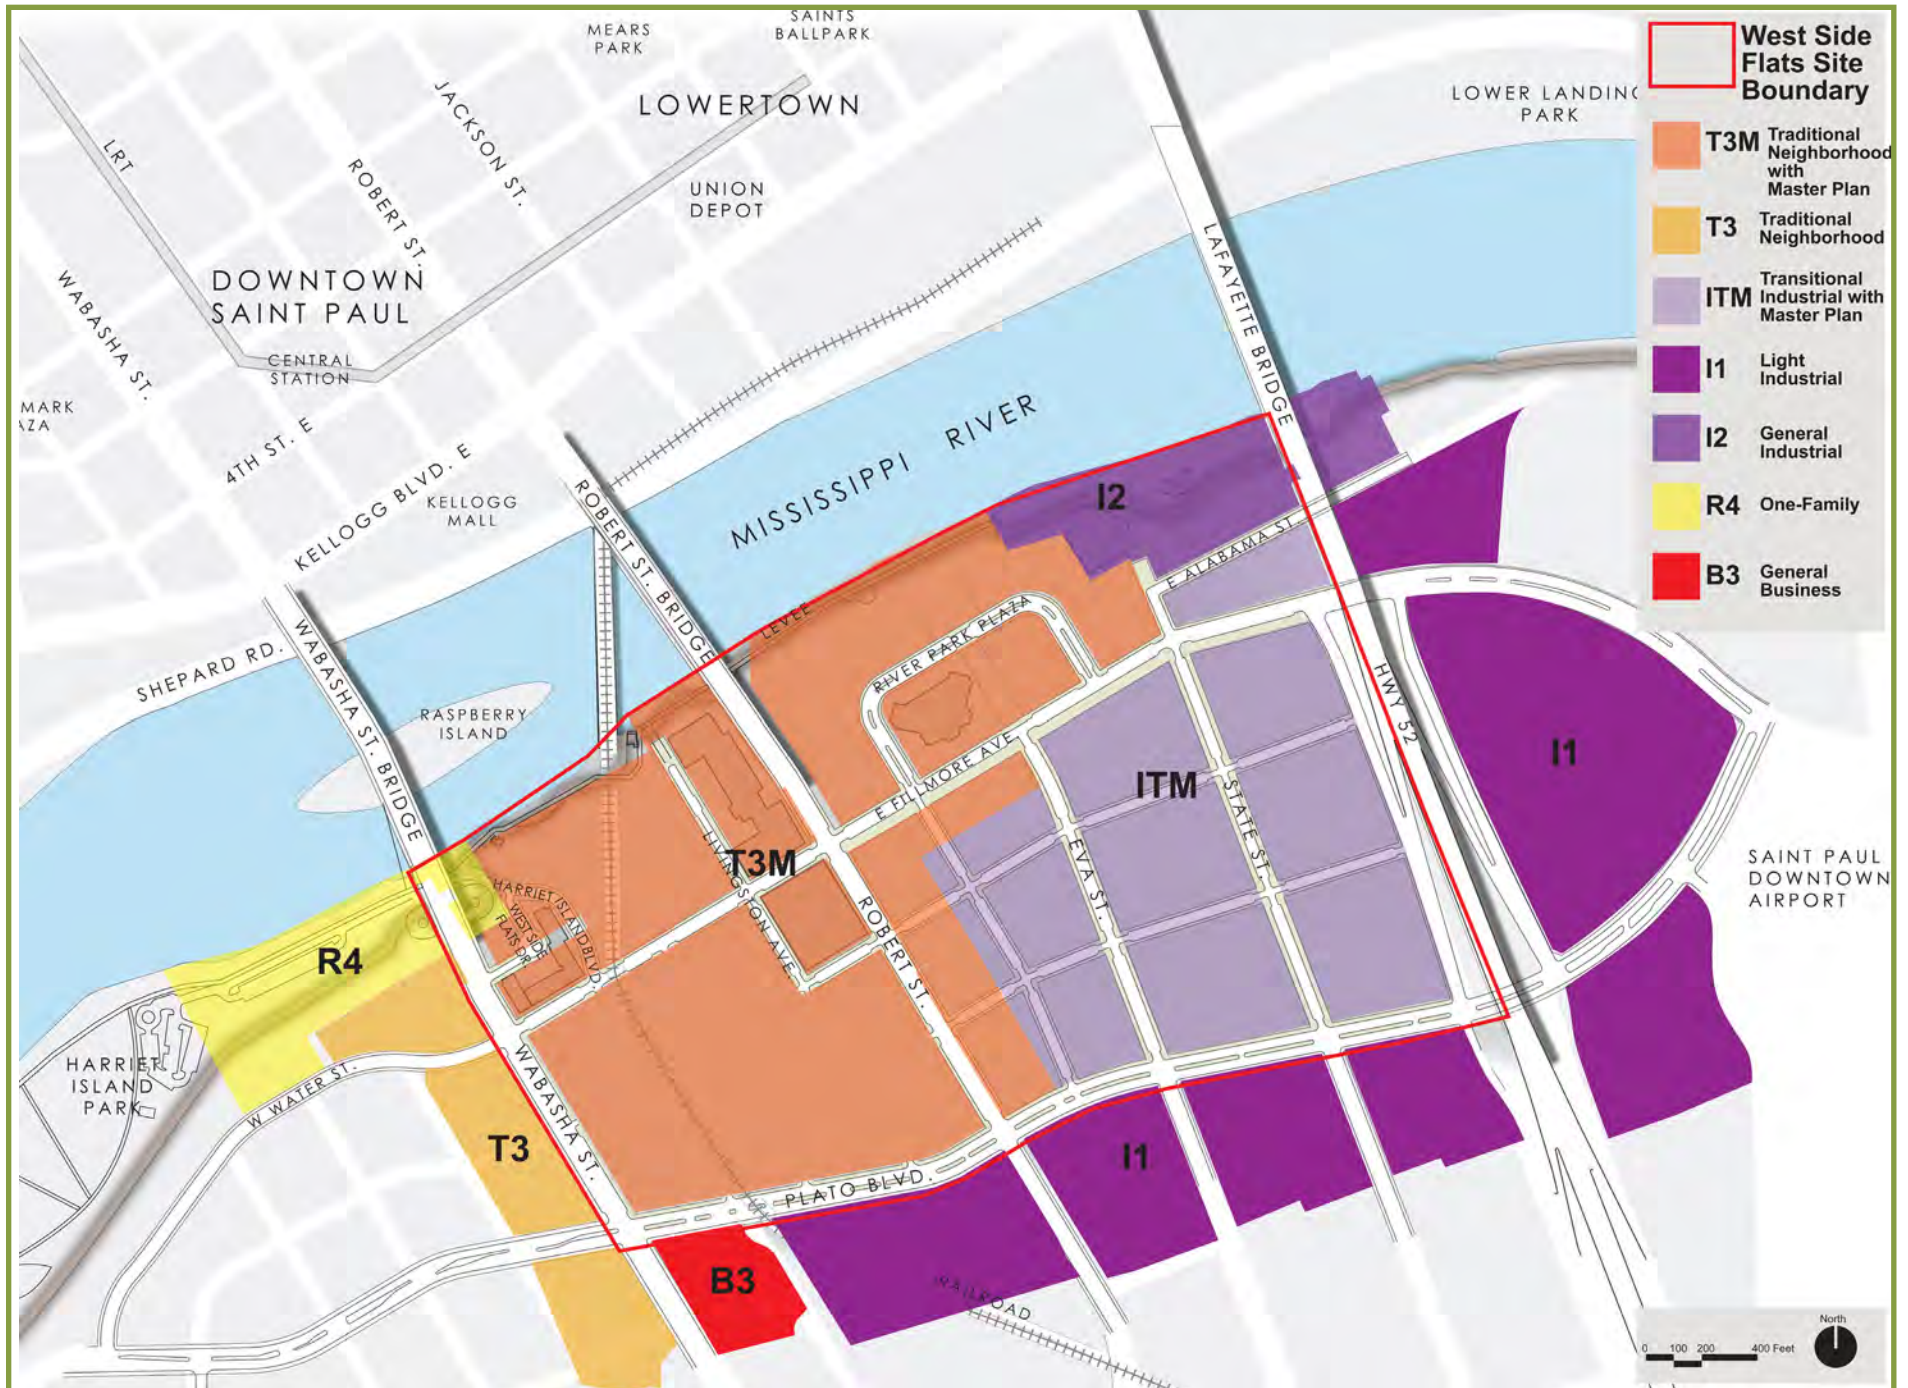 MEARS
PARK
SAINTS
BALLPARK
LOWERTOWN
JACKSON ST.
LRT
ROBERT ST.
UNION
DEPOT
LOWER LANDING
PARK
DOWNTOWN
SAINT PAUL
WABASHA ST.
CENTRAL
STATION
MARK
AZA
4TH ST. E
KELLOGG BLVD. E
KELLOGG
MALL
MISSISSIPPI RIVER
LAFAYETTE BRIDGE
ROBERT ST. BRIDGE
I2
E ALABAMA ST.
LEVEE
RIVER PARK PLAZA
SHEPARD RD.
WABASHA ST. BRIDGE
RASPBERRY
ISLAND
HWY 52
E FILLMORE AVE
ITM
I1
STATE ST.
EVA ST.
T3M
LIVINGSTON AVE.
HARRIET ISLAND BLVD.
WEST SIDE
FLATS DR.
ROBERT ST.
SAINT PAUL
DOWNTOWN
AIRPORT
R4
HARRIET
ISLAND
PARK
W WATER ST.
WABASHA ST.
T3
I1
PLATO BLVD.
B3
RAILROAD
West Side
Flats Site
Boundary
T3M Traditional
Neighborhood
with
Master Plan
T3 Traditional
Neighborhood
ITM Transitional
Industrial with
Master Plan
I1 Light
Industrial
I2 General
Industrial
R4 One-Family
B3 General
Business
North
0 100 200 400 Feet